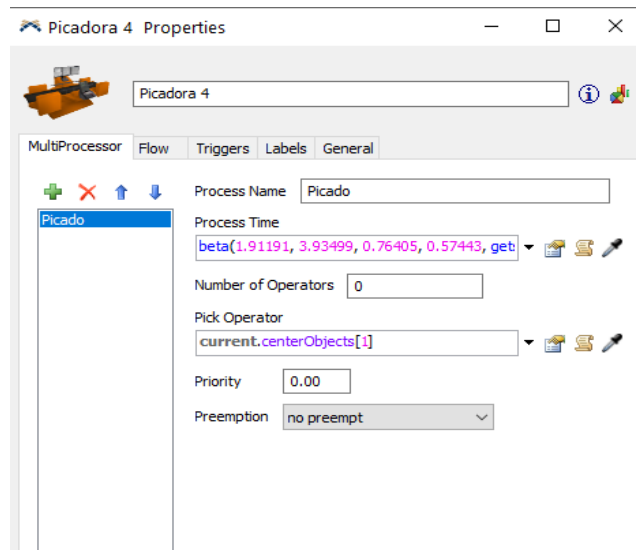 Picadora 4 Properties
Picadora 4
MultiProcessor Flow Triggers Labels General
Picado
Process Name Picado
Process Time
beta(1.91191, 3.93499, 0.76405, 0.57443, get
Number of Operators 0
Pick Operator
current.centerObjects[1]
Priority 0.00
Preemption no preempt